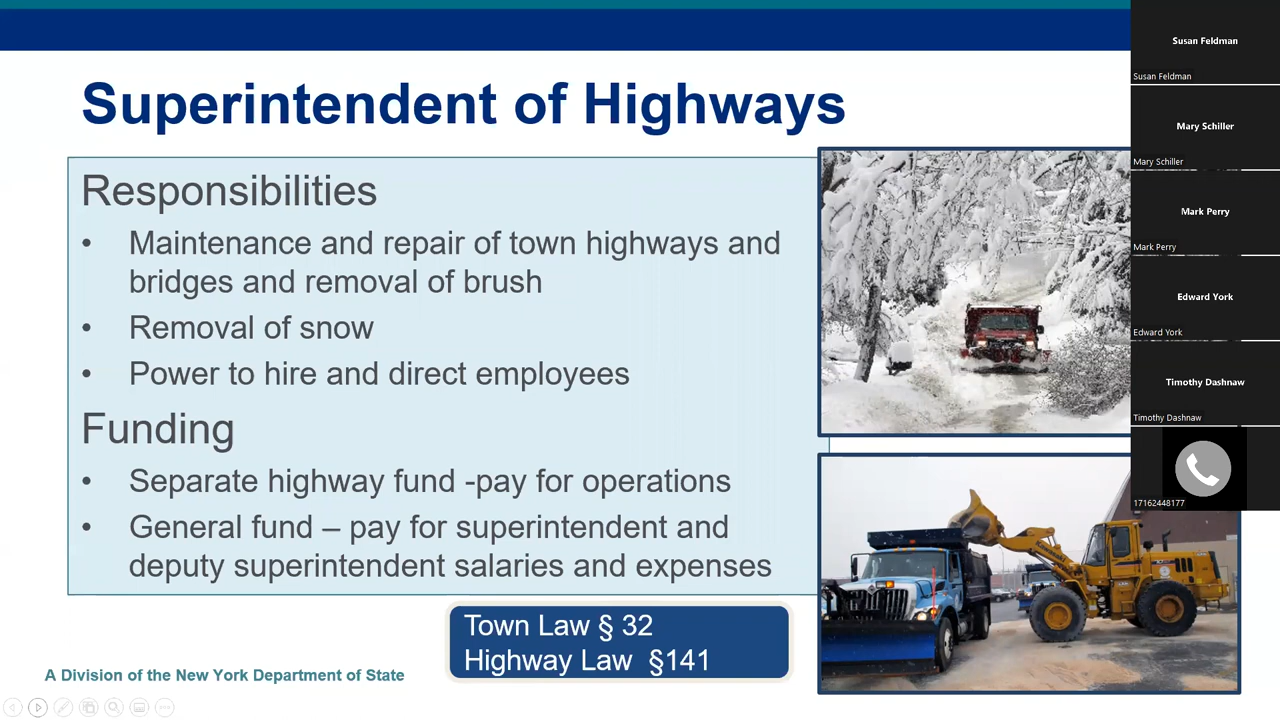 Superintendent of Highways
Responsibilities
• Maintenance and repair of town highways and
bridges and removal of brush
• Removal of snow
• Power to hire and direct employees
Funding
• Separate highway fund -pay for operations
• General fund – pay for superintendent and
deputy superintendent salaries and expenses
Town Law § 32
Highway Law §141
A Division of the New York Department of State
Susan Feldman
Susan Feldman
Mary Schiller
Mary Schiller
Mark Perry
Mark Perry
Edward York
Edward York
Timothy Dashnaw
Timothy Dashnaw
17162448177